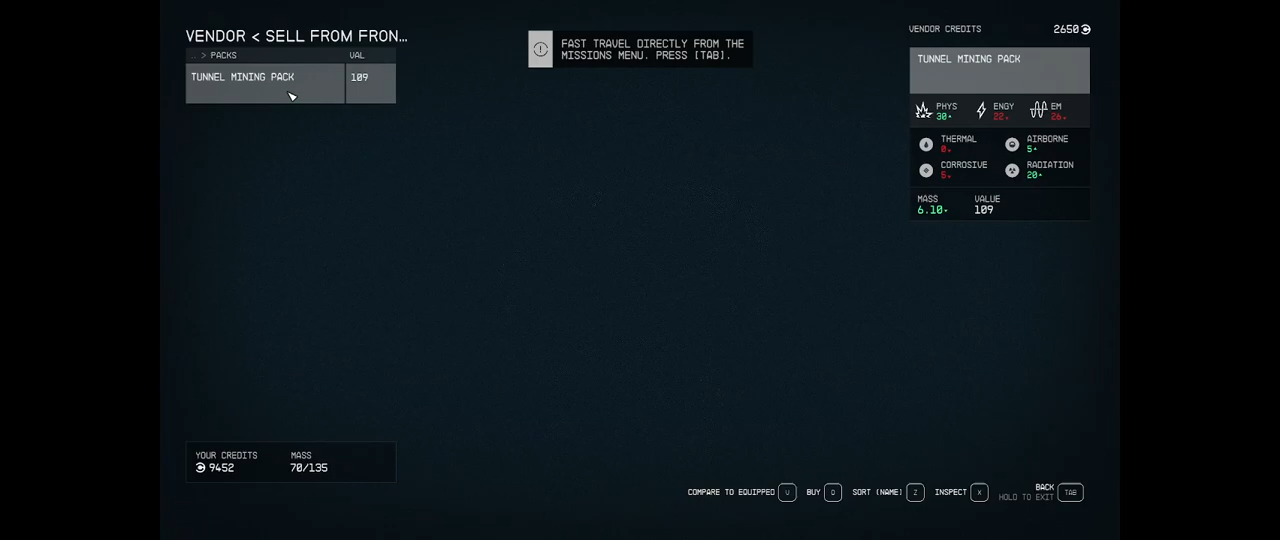 VENDOR < SELL FROM FRON...
... > PACKS VAL
TUNNEL MINING PACK 109
FAST TRAVEL DIRECTLY FROM THE
MISSIONS MENU. PRESS [TAB].
VENDOR CREDITS 2650
TUNNEL MINING PACK
PHYS 30
ENGY 22
EM 26
THERMAL 0
AIRBORNE 5
CORROSIVE 5
RADIATION 20
MASS 6.10
VALUE 109
YOUR CREDITS MASS
9452 70/135
COMPARE TO EQUIPPED U BUY Q SORT (NAME) Z INSPECT X BACK TAB
HOLD TO EXIT